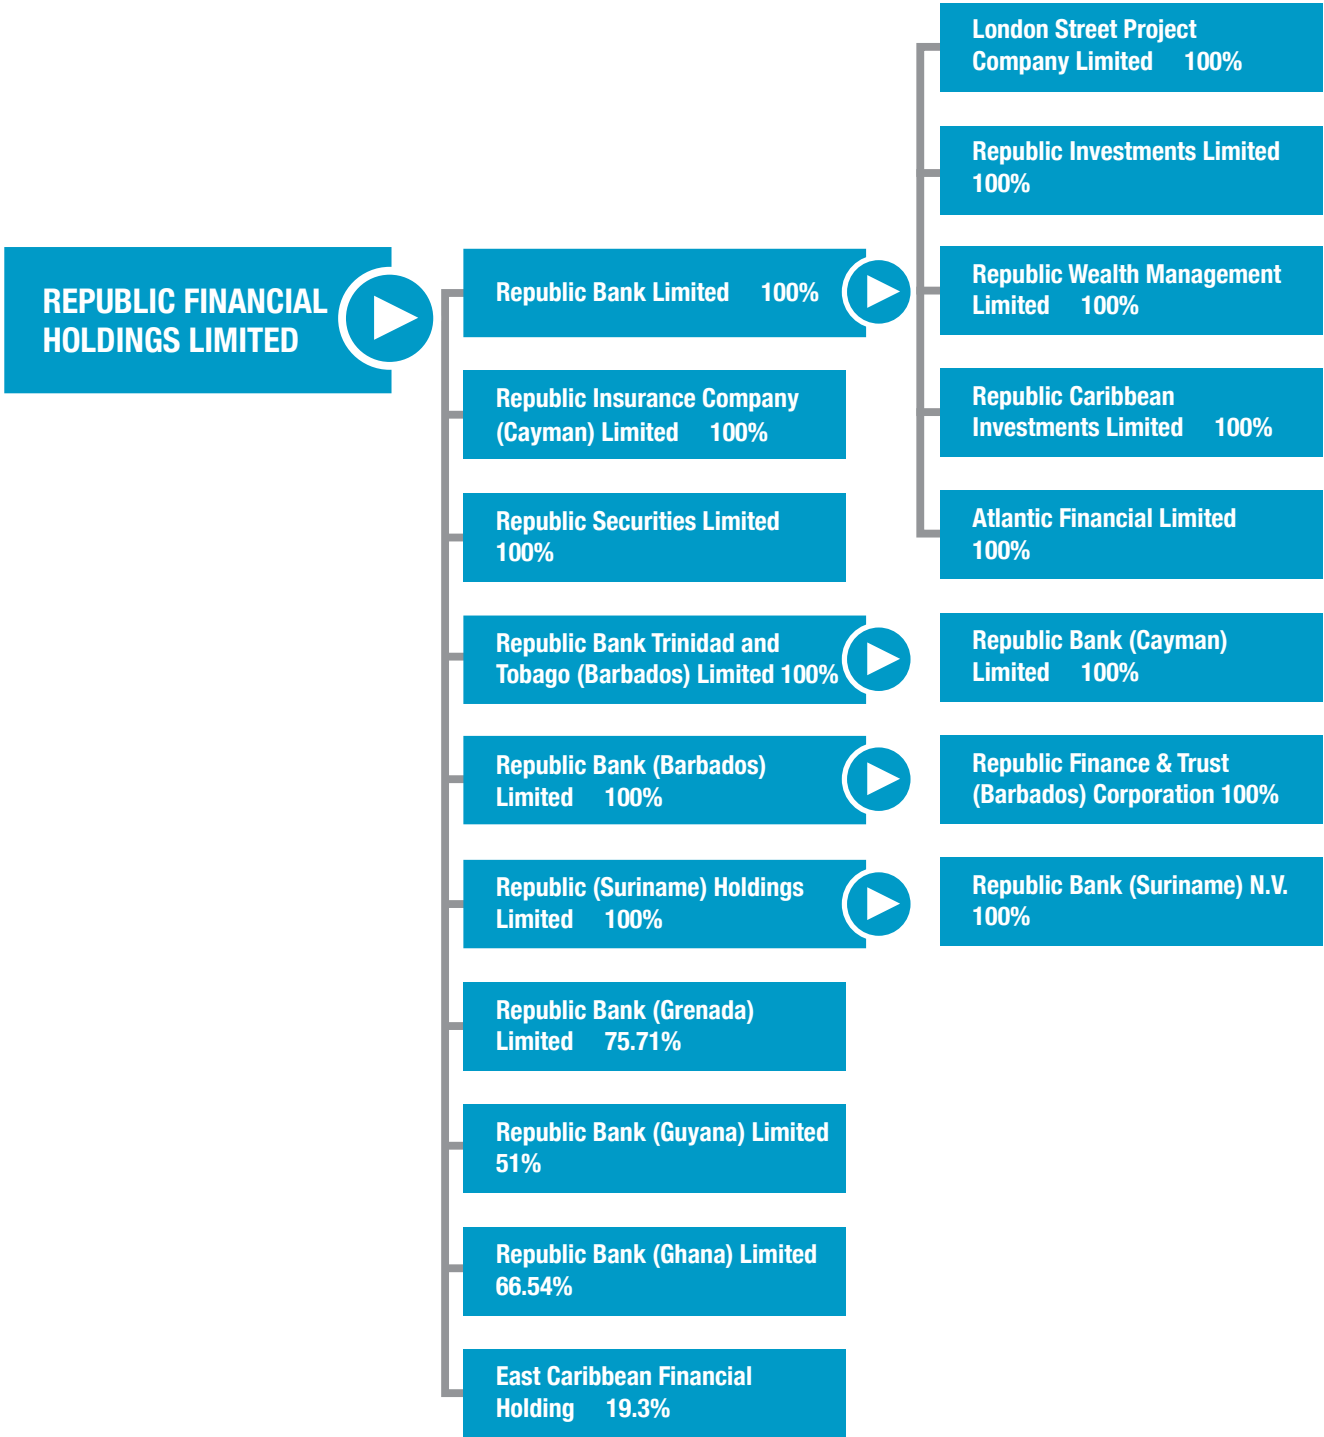 REPUBLIC FINANCIAL
HOLDINGS LIMITED
Republic Bank Limited 100%
Republic Insurance Company
(Cayman) Limited 100%
Republic Securities Limited
100%
Republic Bank Trinidad and
Tobago (Barbados) Limited 100%
Republic Bank (Barbados)
Limited 100%
Republic (Suriname) Holdings
Limited 100%
Republic Bank (Grenada)
Limited 75.71%
Republic Bank (Guyana) Limited
51%
Republic Bank (Ghana) Limited
66.54%
East Caribbean Financial
Holding 19.3%
London Street Project
Company Limited 100%
Republic Investments Limited
100%
Republic Wealth Management
Limited 100%
Republic Caribbean
Investments Limited 100%
Atlantic Financial Limited
100%
Republic Bank (Cayman)
Limited 100%
Republic Finance & Trust
(Barbados) Corporation 100%
Republic Bank (Suriname) N.V.
100%